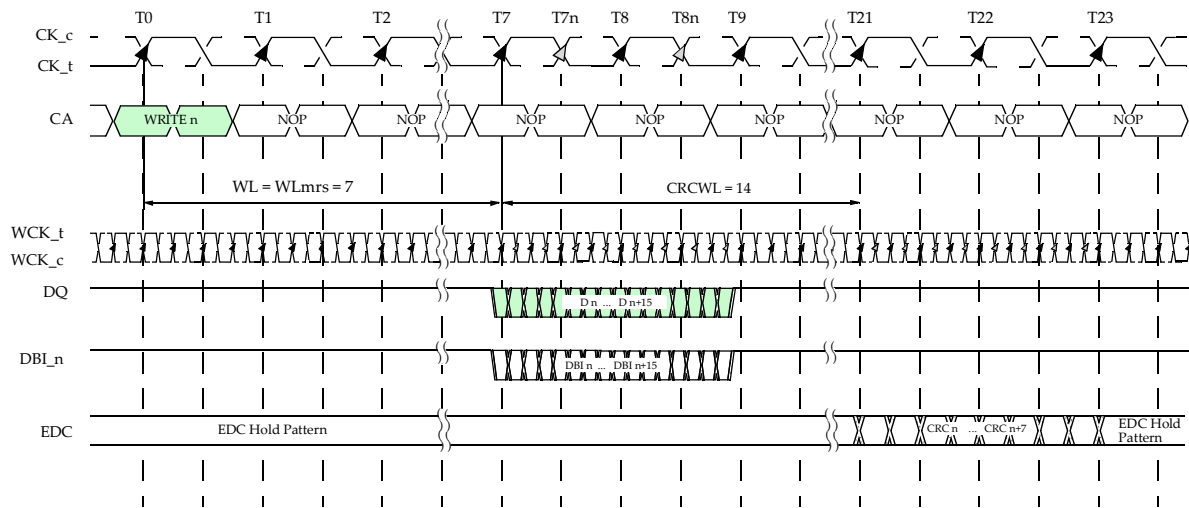 T0 T1 T2 T7 T7n T8 T8n T9 T21 T22 T23
CK_c
CK_t
CA WRITE n NOP NOP NOP NOP NOP NOP NOP NOP
WL = WLmrs = 7 CRCWL = 14
WCK_t
WCK_c
DQ D n ... D n+15
DBI_n DBI n ... DBI n+15
EDC EDC Hold Pattern CRC n ... CRC n+7 EDC Hold
Pattern